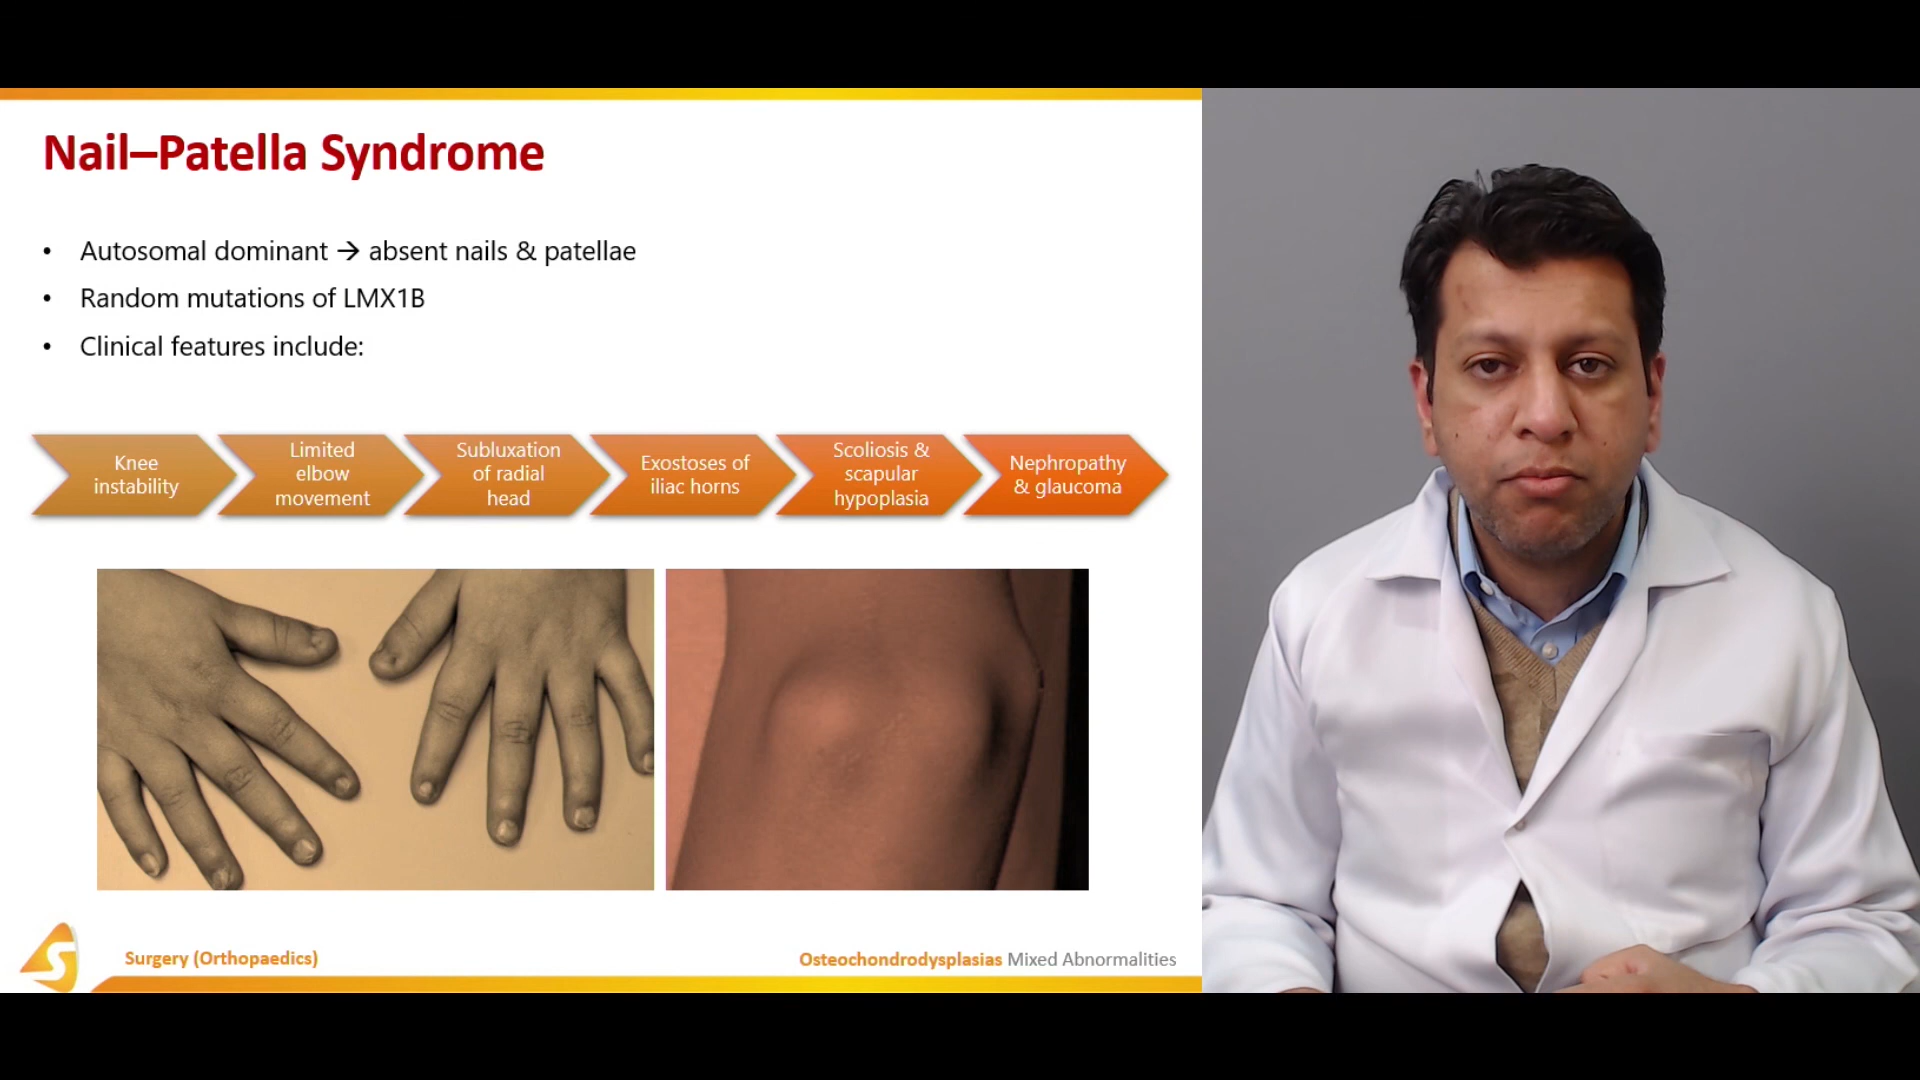 Nail–Patella Syndrome
• Autosomal dominant → absent nails & patellae
• Random mutations of LMX1B
• Clinical features include:
Knee
instability
Limited
elbow
movement
Subluxation
of radial
head
Exostoses of
iliac horns
Scoliosis &
scapular
hypoplasia
Nephropathy
& glaucoma
S
Surgery (Orthopaedics)
Osteochondrodysplasias Mixed Abnormalities